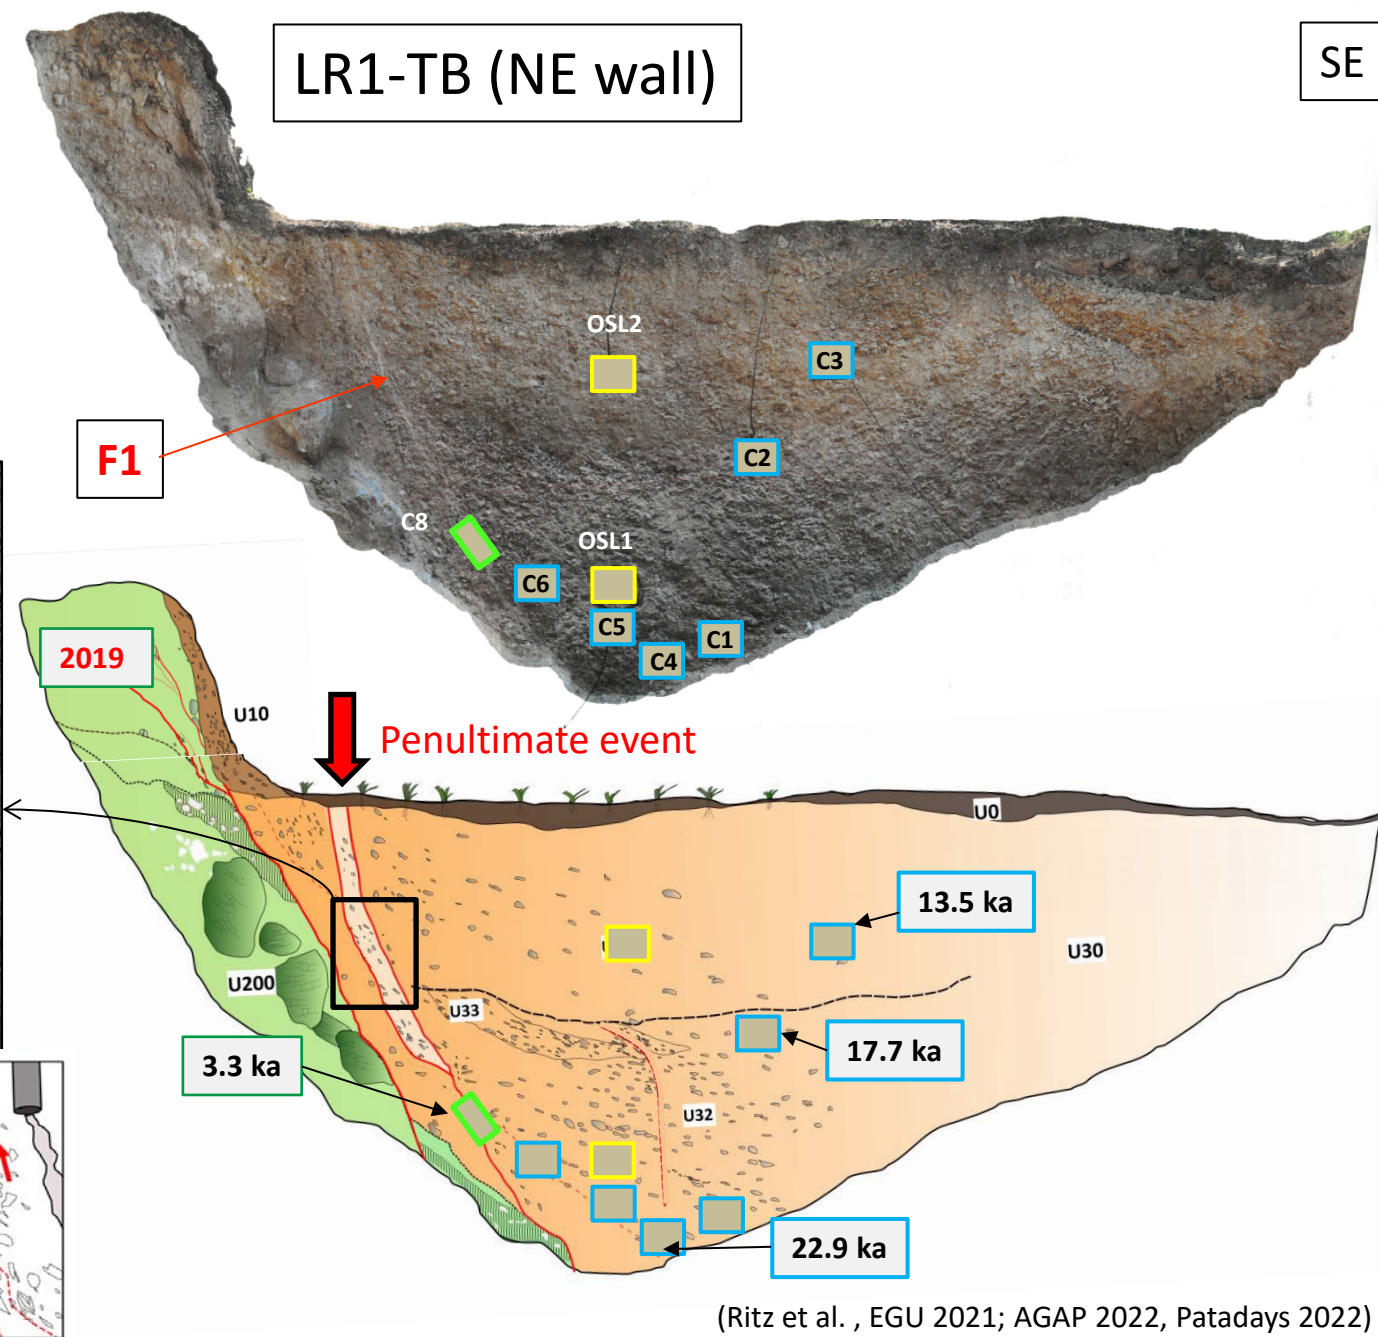 LR1-TB (NE wall)
SE
OSL2
C3
F1
C2
C8
OSL1
C6
C5
C1
C4
2019
U10
Penultimate event
U0
13.5 ka
U30
U200
U33
17.7 ka
3.3 ka
U32
22.9 ka
(Ritz et al. , EGU 2021; AGAP 2022, Patadays 2022)